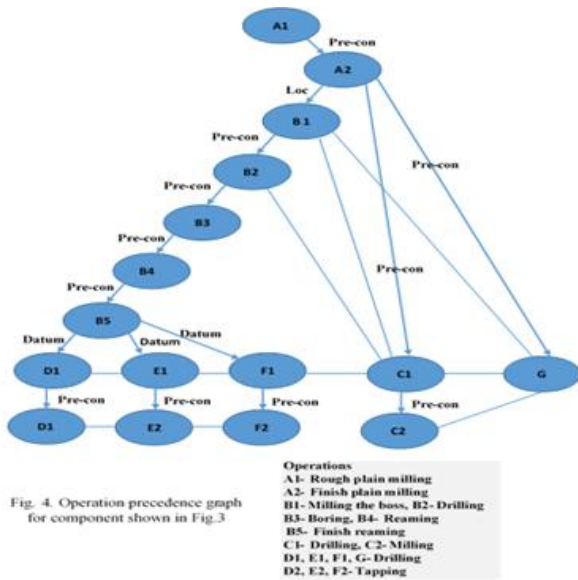 A1
Pre-con
A2
Loc
B 1
Pre-con
Pre-con
B2
Pre-con
B3
Pre-con
Pre-con
B4
Pre-con
B5
Datum
Datum
Datum
D1
E1
F1
C1
G
Pre-con
Pre-con
Pre-con
Pre-con
D1
E2
F2
C2
Fig. 4. Operation precedence graph
for component shown in Fig.3
Operations
A1- Rough plain milling
A2- Finish plain milling
B1- Milling the boss, B2- Drilling
B3- Boring, B4- Reaming
B5- Finish reaming
C1- Drilling, C2- Milling
D1, E1, F1, G- Drilling
D2, E2, F2- Tapping